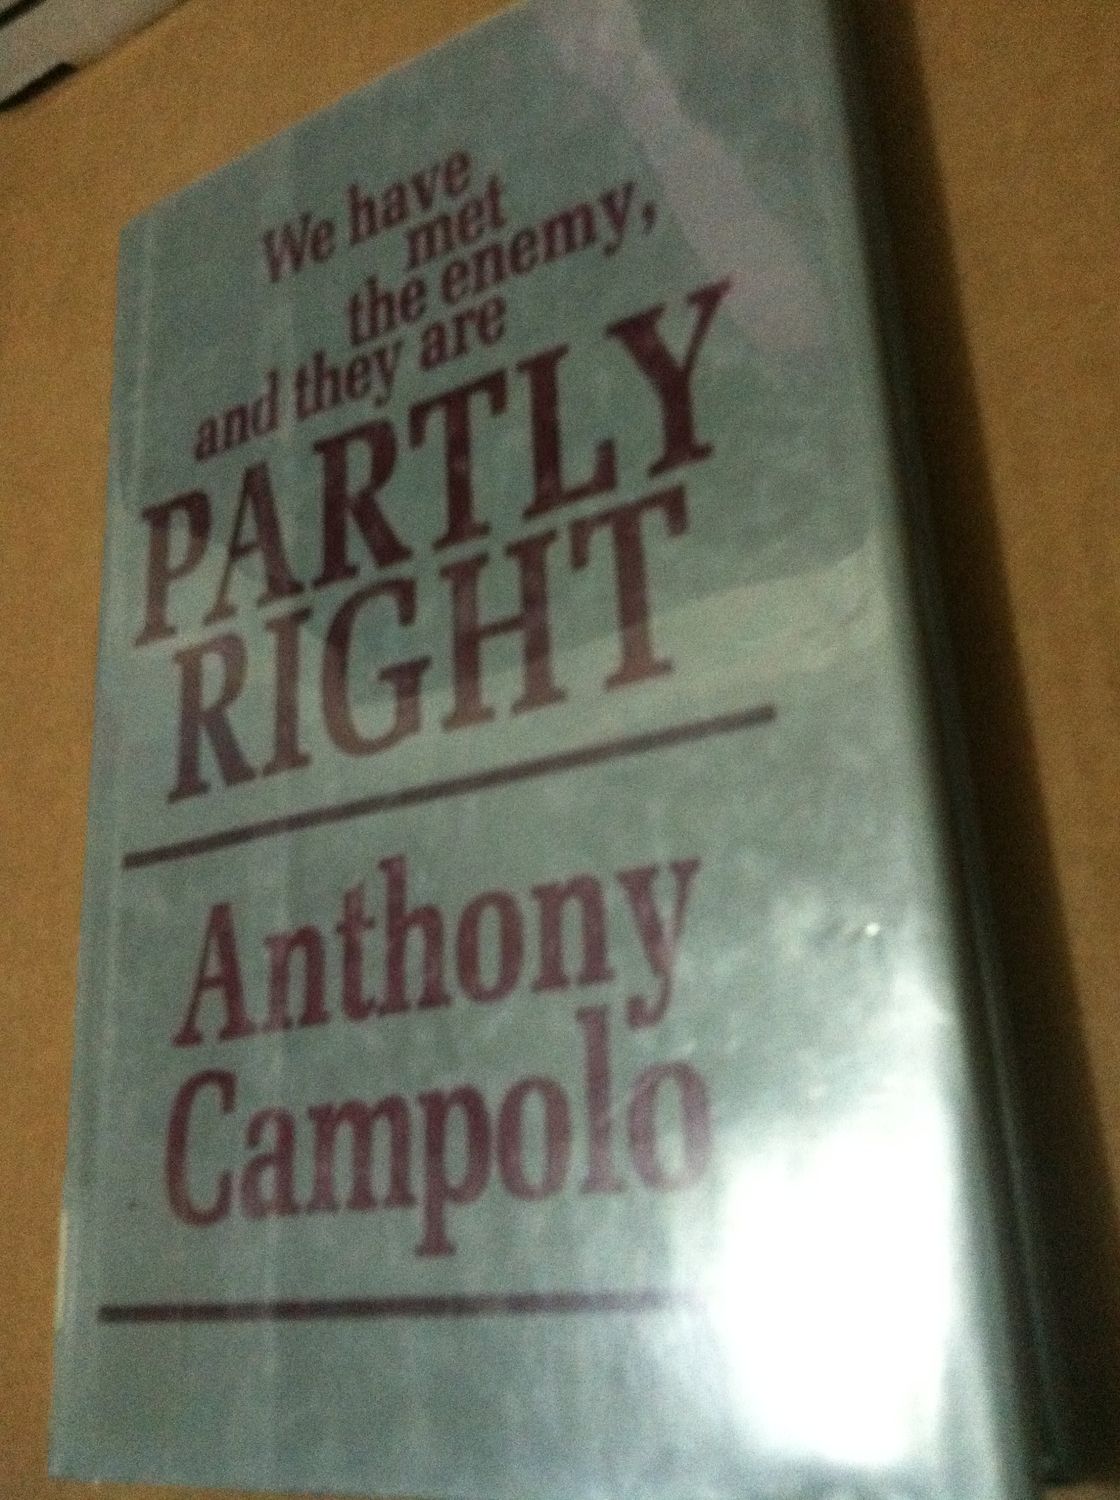 We have
met
the enemy,
and they are
PARTLY
RIGHT
Anthony
Campolo